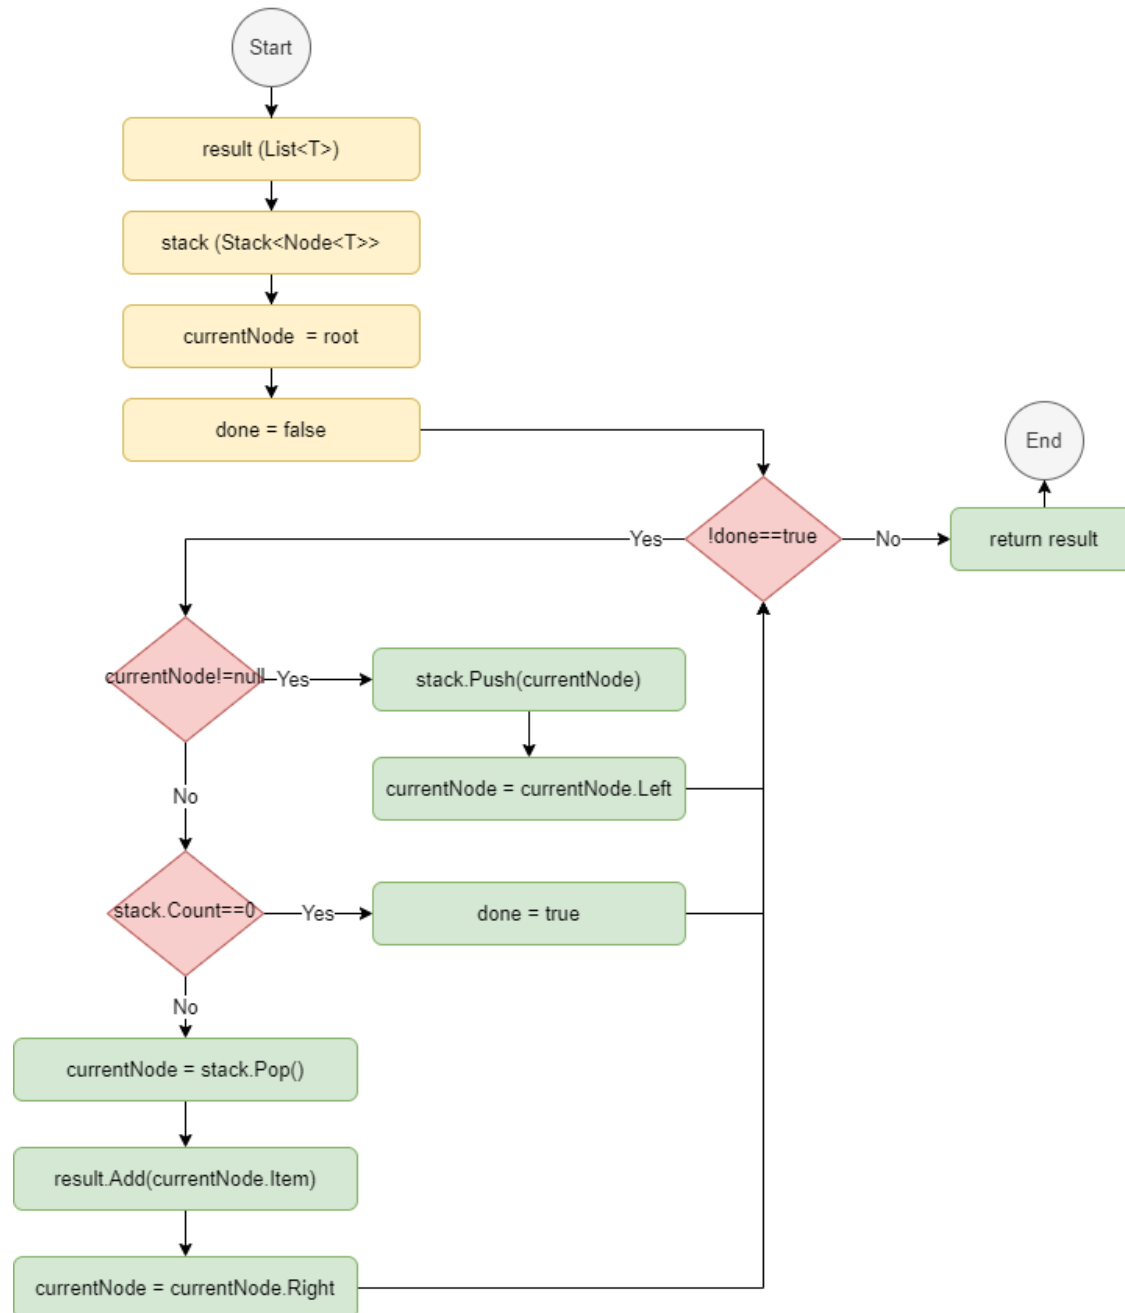 Start
result (List<T>)
stack (Stack<Node<T>>
currentNode  = root
done = false
End
!done==true
Yes
No
return result
currentNode!=null
Yes
stack.Push(currentNode)
currentNode = currentNode.Left
No
stack.Count==0
Yes
done = true
No
currentNode = stack.Pop()
result.Add(currentNode.Item)
currentNode = currentNode.Right